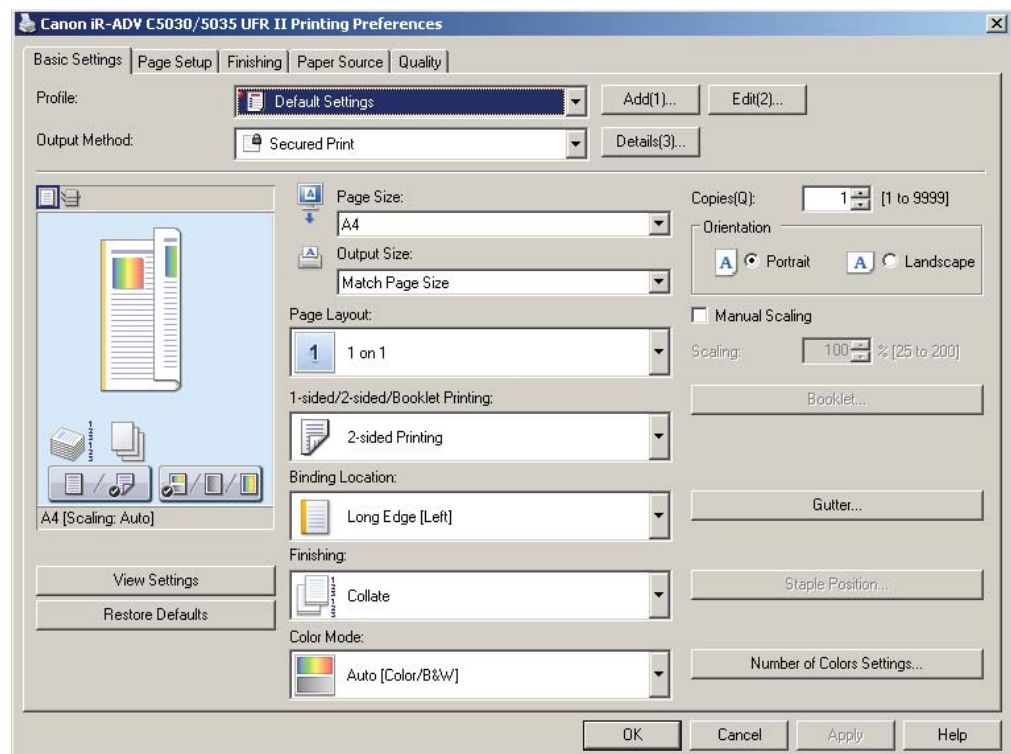 Canon iR-ADV C5030/5035 UFR II Printing Preferences
Basic Settings
Page Setup
Finishing
Paper Source
Quality
Profile:
Default Settings
Add(1)...
Edit(2)...
Output Method:
Secured Print
Details(3)...
Page Size:
A4
Output Size:
Match Page Size
Copies(Q):
1
[1 to 9999]
Orientation
A
Portrait
A
Landscape
Page Layout:
1
1 on 1
Manual Scaling
Scaling:
100
% [25 to 200]
1-sided/2-sided/Booklet Printing:
2-sided Printing
Booklet...
Binding Location:
Long Edge [Left]
Gutter...
A4 [Scaling: Auto]
View Settings
Restore Defaults
Finishing:
Collate
Staple Position...
Color Mode:
Auto [Color/B&W]
Number of Colors Settings...
OK
Cancel
Apply
Help